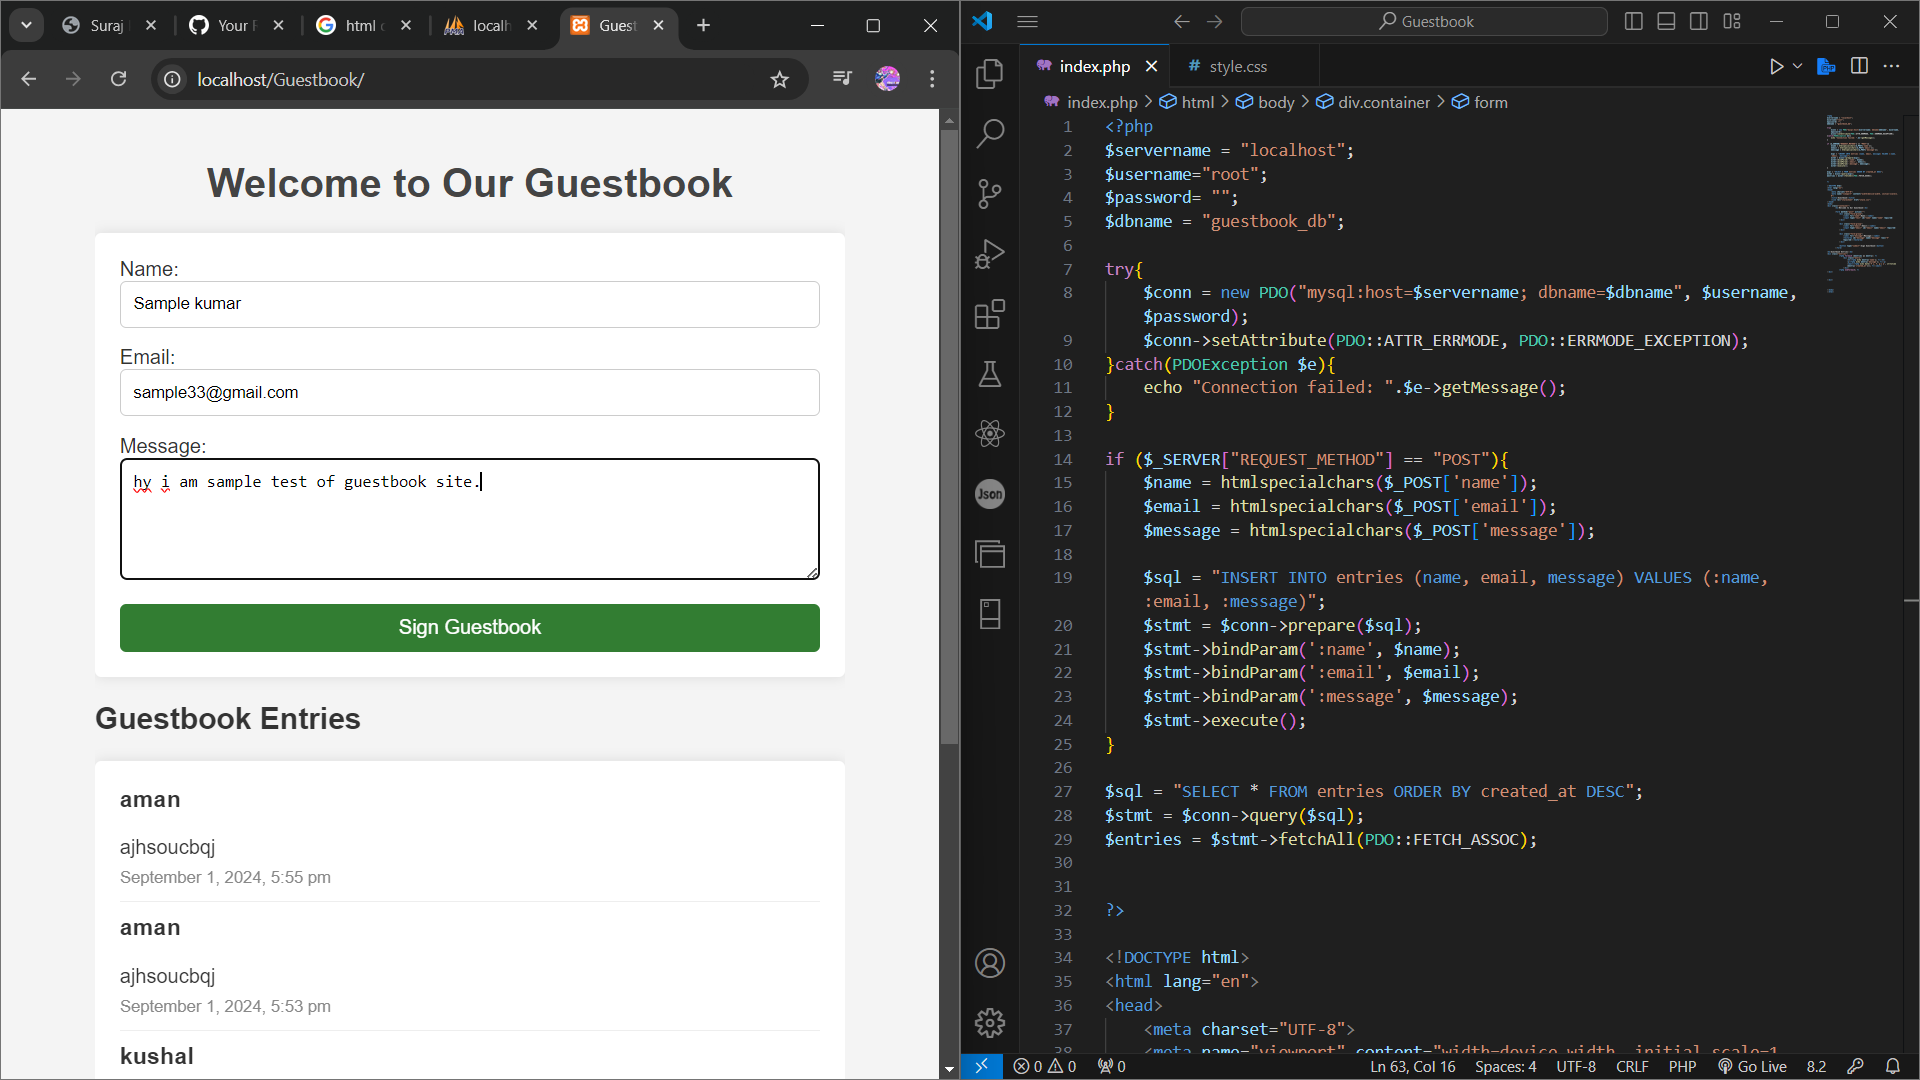 Suraj
Your
html
localh
Guest
localhost/Guestbook/
Welcome to Our Guestbook
Name:
Sample kumar
Email:
sample33@gmail.com
Message:
hy i am sample test of guestbook site.
Sign Guestbook
Guestbook Entries
aman
ajhsoucbqj
September 1, 2024, 5:55 pm
aman
ajhsoucbqj
September 1, 2024, 5:53 pm
kushal
Guestbook
index.php
# style.css
index.php > html > body > div.container > form
Json
1 <?php
2 $servername = "localhost";
3 $username="root";
4 $password= "";
5 $dbname = "guestbook_db";
6
7 try{
8 $conn = new PDO("mysql:host=$servername; dbname=$dbname", $username,
$password);
9 $conn->setAttribute(PDO::ATTR_ERRMODE, PDO::ERRMODE_EXCEPTION);
10 }catch(PDOException $e){
11 echo "Connection failed: ".$e->getMessage();
12 }
13
14 if ($_SERVER["REQUEST_METHOD"] == "POST"){
15 $name = htmlspecialchars($_POST['name']);
16 $email = htmlspecialchars($_POST['email']);
17 $message = htmlspecialchars($_POST['message']);
18
19 $sql = "INSERT INTO entries (name, email, message) VALUES (:name,
:email, :message)";
20 $stmt = $conn->prepare($sql);
21 $stmt->bindParam(':name', $name);
22 $stmt->bindParam(':email', $email);
23 $stmt->bindParam(':message', $message);
24 $stmt->execute();
25 }
26
27 $sql = "SELECT * FROM entries ORDER BY created_at DESC";
28 $stmt = $conn->query($sql);
29 $entries = $stmt->fetchAll(PDO::FETCH_ASSOC);
30
31
32 ?>
33
34 <!DOCTYPE html>
35 <html lang="en">
36 <head>
37 <meta charset="UTF-8">
38 <meta name="viewport" content="width=device-width, initial-scale=1
0 0 0
Ln 63, Col 16 Spaces: 4 UTF-8 CRLF PHP Go Live 8.2